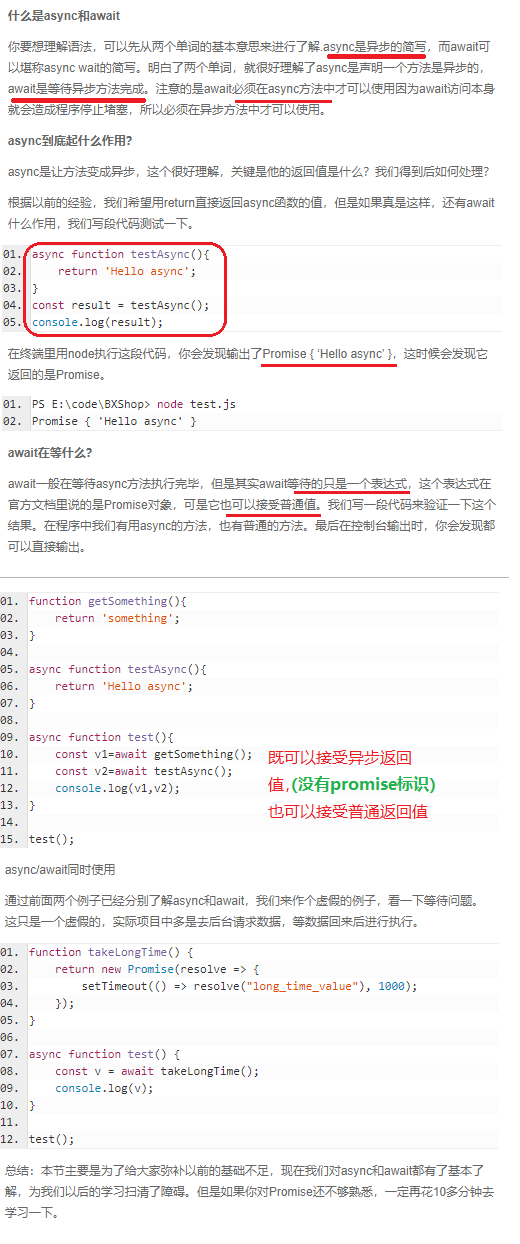 什么是async和await
你要想理解语法，可以先从两个单词的基本意思来进行了解.async是异步的简写，而await可
以堪称async wait的简写。明白了两个单词，就很好理解了async是声明一个方法是异步的，
await是等待异步方法完成。注意的是await必须在async方法中才可以使用因为await访问本身
就会造成程序停止堵塞，所以必须在异步方法中才可以使用。
async到底起什么作用?
async是让方法变成异步，这个很好理解，关键是他的返回值是什么？我们得到后如何处理?
根据以前的经验，我们希望用return直接返回async函数的值，但是如果真是这样，还有await
什么作用，我们写段代码测试一下。
01. async function testAsync(){
02.     return 'Hello async';
03. }
04. const result = testAsync();
05. console.log(result);
在终端里用node执行这段代码，你会发现输出了Promise { ‘Hello async’ }，这时候会发现它
返回的是Promise。
01. PS E:\code\BXShop> node test.js
02. Promise { 'Hello async' }
await在等什么?
await一般在等待async方法执行完毕，但是其实await等待的只是一个表达式，这个表达式在
官方文档里说的是Promise对象，可是它也可以接受普通值。我们写一段代码来验证一下这个
结果。在程序中我们有用async的方法，也有普通的方法。最后在控制台输出时，你会发现都
可以直接输出。
01. function getSomething(){
02.     return 'something';
03. }
04.
05. async function testAsync(){
06.     return 'Hello async';
07. }
08.
09. async function test(){
10.     const v1=await getSomething(); 既可以接受异步返回
11.     const v2=await testAsync(); 值,(没有promise标识)
12.     console.log(v1,v2);
13. } 也可以接受普通返回值
14.
15. test();
async/await同时使用
通过前面两个例子已经分别了解async和await，我们来作个虚假的例子，看一下等待问题。
这只是一个虚假的，实际项目中多是去后台请求数据，等数据回来后进行执行。
01. function takeLongTime() {
02.     return new Promise(resolve => {
03.         setTimeout(() => resolve("long_time_value"), 1000);
04.     });
05. }
06.
07. async function test() {
08.     const v = await takeLongTime();
09.     console.log(v);
10. }
11.
12. test();
总结：本节主要是为了给大家弥补以前的基础不足，现在我们对async和await都有了基本了
解，为我们以后的学习扫清了障碍。但是如果你对Promise还不够熟悉，一定再花10多分钟去
学习一下。